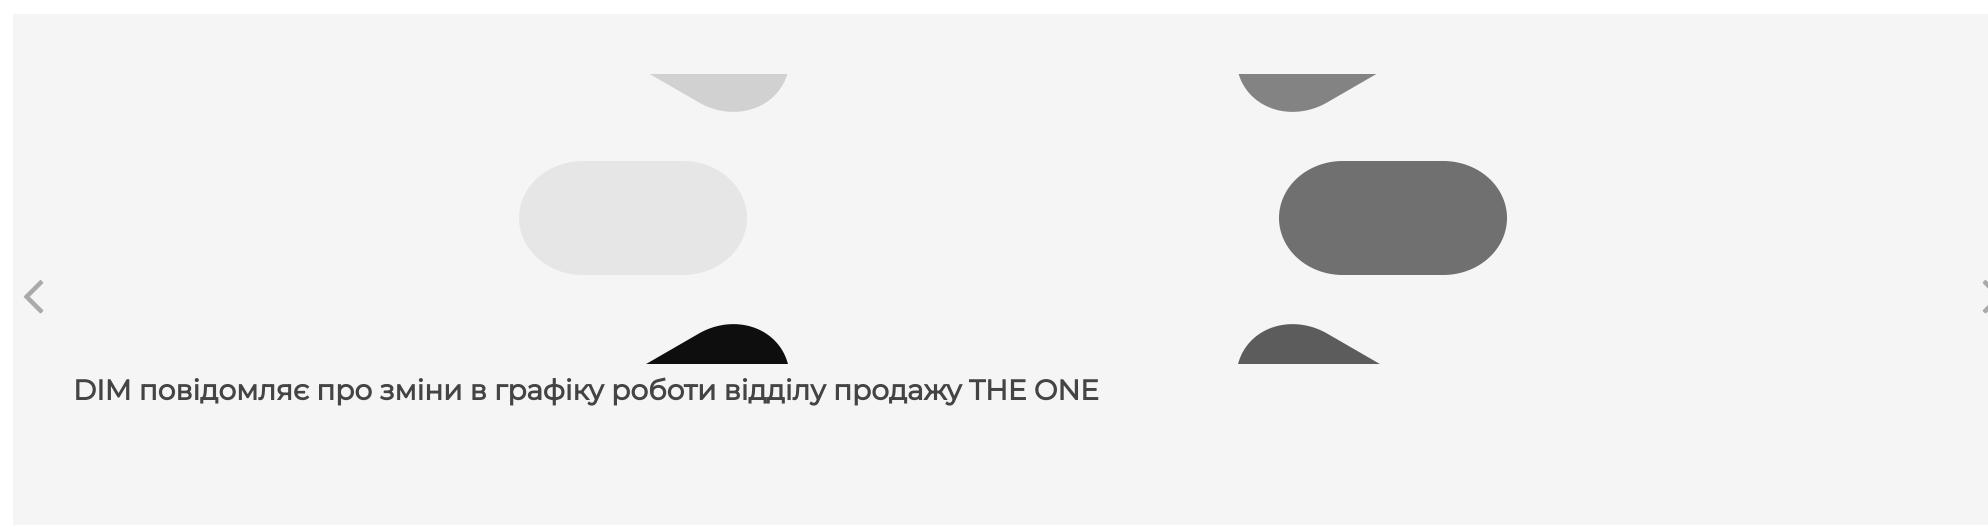 DIM повідомляє про зміни в графіку роботи відділу продажу THE ONE